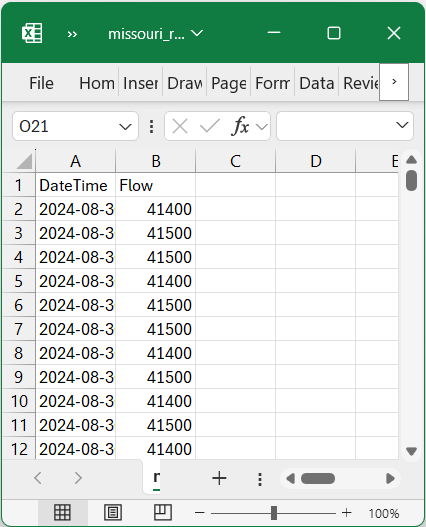 missouri_r...
File Hom Inser Draw Page Form Data Revie
O21 fx
A B C D E
1 DateTime Flow
2 2024-08-3 41400
3 2024-08-3 41500
4 2024-08-3 41500
5 2024-08-3 41400
6 2024-08-3 41500
7 2024-08-3 41500
8 2024-08-3 41400
9 2024-08-3 41500
10 2024-08-3 41400
11 2024-08-3 41500
12 2024-08-3 41400
100%